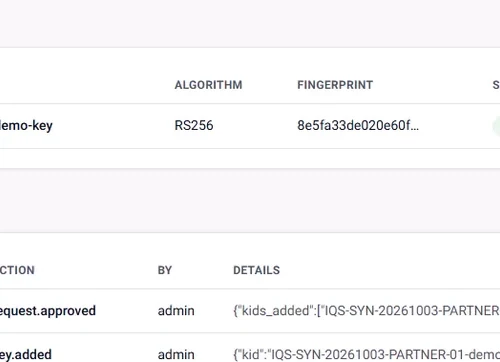 ALGORITHM FINGERPRINT S
demo-key RS256 8e5fa33de020e60f…
CTION BY DETAILS
equest.approved admin {"kids_added":["IQS-SYN-20261003-PARTNER
ey.added admin {"kid":"IQS-SYN-20261003-PARTNER-01-demo